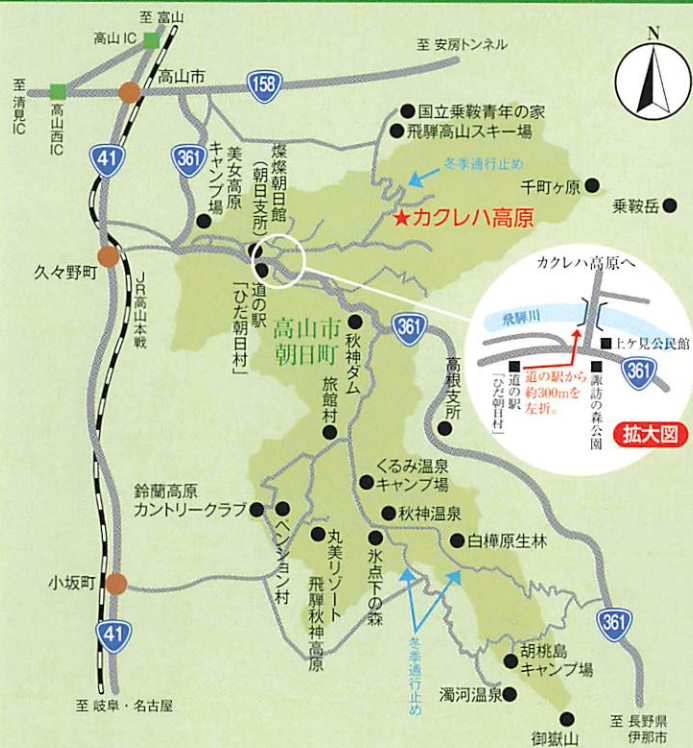 至 富山
高山 IC
至 安房トンネル
N
高山市
158
至 清見IC
高山西IC
国立乗鞍青年の家
飛騨高山スキー場
冬季通行止め
41
361
美女高原
キャンプ場
燦燦朝日館
(朝日支所)
千町ヶ原
乗鞍岳
★カクレハ高原
久々野町
JR高山本戦
道の駅
「ひだ朝日村」
高山市
朝日町
秋神ダム
361
高根支所
旅館村
カクレハ高原へ
飛騨川
上ケ見公民館
361
道の駅
「ひだ朝日村」
道の駅から
約300mを
左折。
諏訪の森公園
拡大図
くるみ温泉
キャンプ場
鈴蘭高原
カントリークラブ
ペンション村
秋神温泉
丸美リゾート
飛騨秋神高原
氷点下の森
白樺原生林
小坂町
41
冬季通行止め
361
胡桃島
キャンプ場
濁河温泉
御嶽山
至 岐阜・名古屋
至 長野県
伊那市